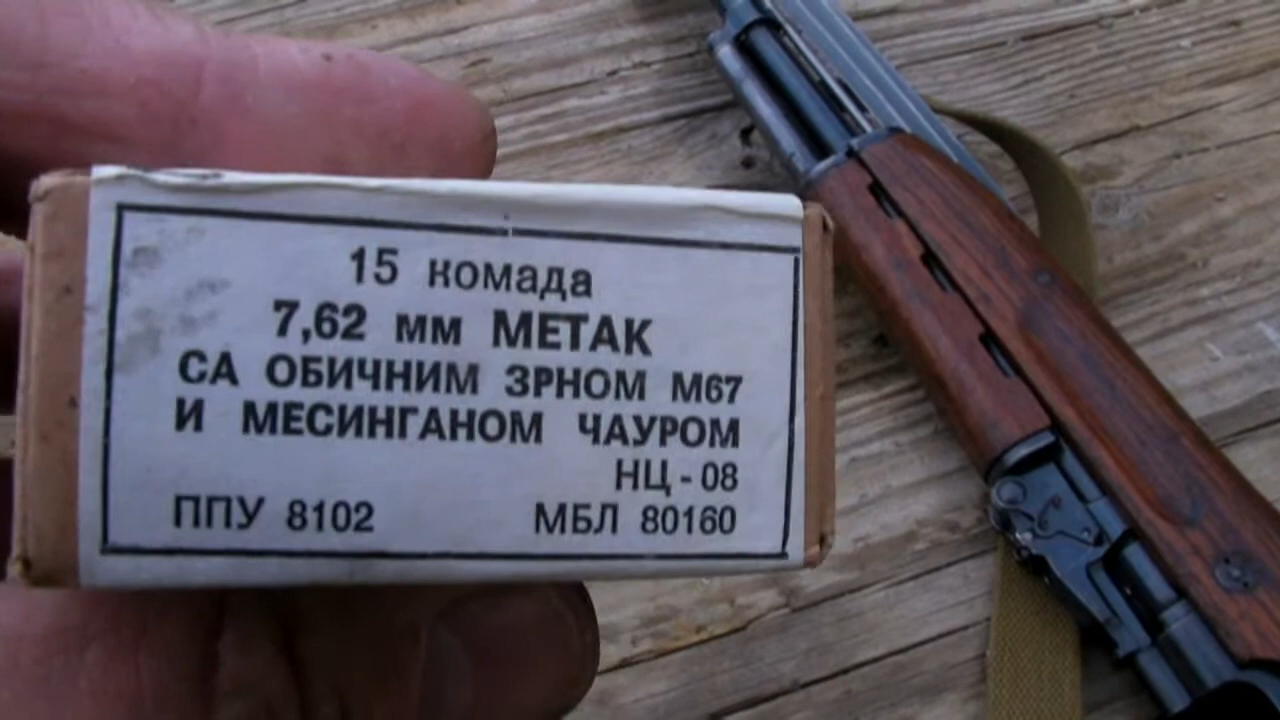 15 комада
7,62 мм МЕТАК
СА ОБИЧНИМ ЗРНОМ М67
И МЕСИНГАНОМ ЧАУРОМ
НЦ - 08
ППУ 8102 МБЛ 80160